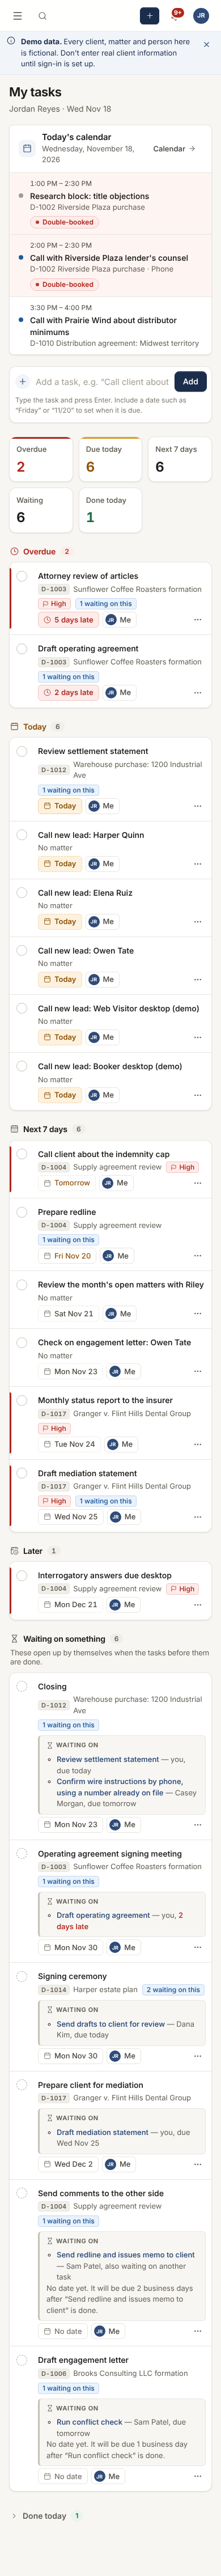 9+
JR
Demo data. Every client, matter and person here
is fictional. Don't enter real client information
until sign-in is set up.
My tasks
Jordan Reyes · Wed Nov 18
Today's calendar
Wednesday, November 18,
2026
Calendar →
1:00 PM – 2:30 PM
Research block: title objections
D-1002 Riverside Plaza purchase
Double-booked
2:00 PM – 2:30 PM
Call with Riverside Plaza lender's counsel
D-1002 Riverside Plaza purchase · Phone
Double-booked
3:30 PM – 4:00 PM
Call with Prairie Wind about distributor
minimums
D-1010 Distribution agreement: Midwest territory
Add a task, e.g. "Call client about
Add
Type the task and press Enter. Include a date such as
"Friday" or "11/20" to set when it is due.
Overdue
2
Due today
6
Next 7 days
6
Waiting
6
Done today
1
Overdue 2
Attorney review of articles
D-1003 Suflower Coffee Roasters formation
High 1 waiting on this
5 days late JR Me
Draft operating agreement
D-1003 Sunflower Coffee Roasters formation
1 waiting on this
2 days late JR Me
Today 6
Review settlement statement
D-1012 Warehouse purchase: 1200 Industrial
Ave
1 waiting on this
Today JR Me
Call new lead: Harper Quinn
No matter
Today JR Me
Call new lead: Elena Ruiz
No matter
Today JR Me
Call new lead: Owen Tate
No matter
Today JR Me
Call new lead: Web Visitor desktop (demo)
No matter
Today JR Me
Call new lead: Booker desktop (demo)
No matter
Today JR Me
Next 7 days 6
Call client about the indemnity cap
D-1004 Supply agreement review High
Tomorrow JR Me
Prepare redline
D-1004 Supply agreement review
1 waiting on this
Fri Nov 20 JR Me
Review the month's open matters with Riley
No matter
Sat Nov 21 JR Me
Check on engagement letter: Owen Tate
No matter
Mon Nov 23 JR Me
Monthly status report to the insurer
D-1017 Granger v. Flint Hills Dental Group
High
Tue Nov 24 JR Me
Draft mediation statement
D-1017 Granger v. Flint Hills Dental Group
High 1 waiting on this
Wed Nov 25 JR Me
Later 1
Interrogatory answers due desktop
D-1004 Supply agreement review High
Mon Dec 21 JR Me
Waiting on something 6
These open up by themselves when the tasks before them
are done.
Closing
D-1012 Warehouse purchase: 1200 Industrial
Ave
1 waiting on this
WAITING ON
Review settlement statement — you,
due today
Confirm wire instructions by phone,
using a number already on file — Casey
Morgan, due tomorrow
Mon Nov 23 JR Me
Operating agreement signing meeting
D-1003 Sunflower Coffee Roasters formation
1 waiting on this
WAITING ON
Draft operating agreement — you, 2
days late
Mon Nov 30 JR Me
Signing ceremony
D-1014 Harper estate plan 2 waiting on this
WAITING ON
Send drafts to client for review — Dana
Kim, due today
Mon Nov 30 JR Me
Prepare client for mediation
D-1017 Granger v. Flint Hills Dental Group
WAITING ON
Draft mediation statement — you, due
Wed Nov 25
Wed Dec 2 JR Me
Send comments to the other side
D-1004 Supply agreement review
1 waiting on this
WAITING ON
Send redline and issues memo to client
— Sam Patel, also waiting on another
task
No date yet. It will be due 2 business days
after "Send redline and issues memo to
client" is done.
No date JR Me
Draft engagement letter
D-1006 Brooks Consulting LLC formation
1 waiting on this
WAITING ON
Run conflict check — Sam Patel, due
tomorrow
No date yet. It will be due 1 business day
after "Run conflict check" is done.
No date JR Me
Done today 1